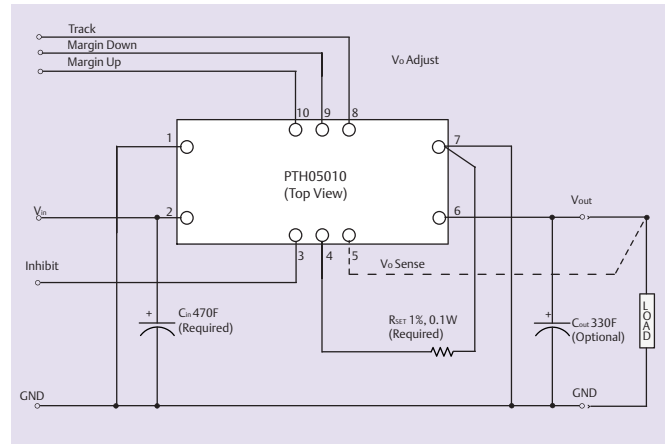 Track
Margin Down
Margin Up
Vo Adjust
10 9 8
1
7
PTH05010
(Top View)
Vin
2
6
Vout
3 4 5
Vo Sense
Inhibit
+
Cin 470F
(Required)
RSET 1%, 0.1W
(Required)
+
Cout 330F
(Optional)
LOAD
GND
GND